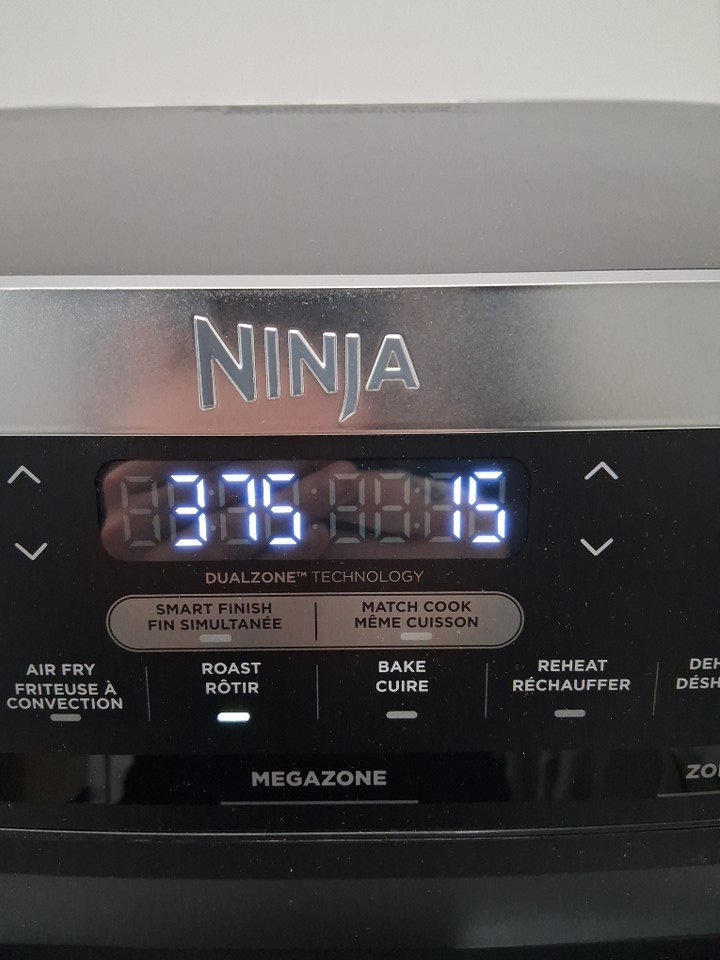 NINJA
375 15
DUALZONE™ TECHNOLOGY
SMART FINISH
FIN SIMULTANÉE
MATCH COOK
MÊME CUISSON
AIR FRY
FRITEUSE À
CONVECTION
ROAST
RÔTIR
BAKE
CUIRE
REHEAT
RÉCHAUFFER
MEGAZONE